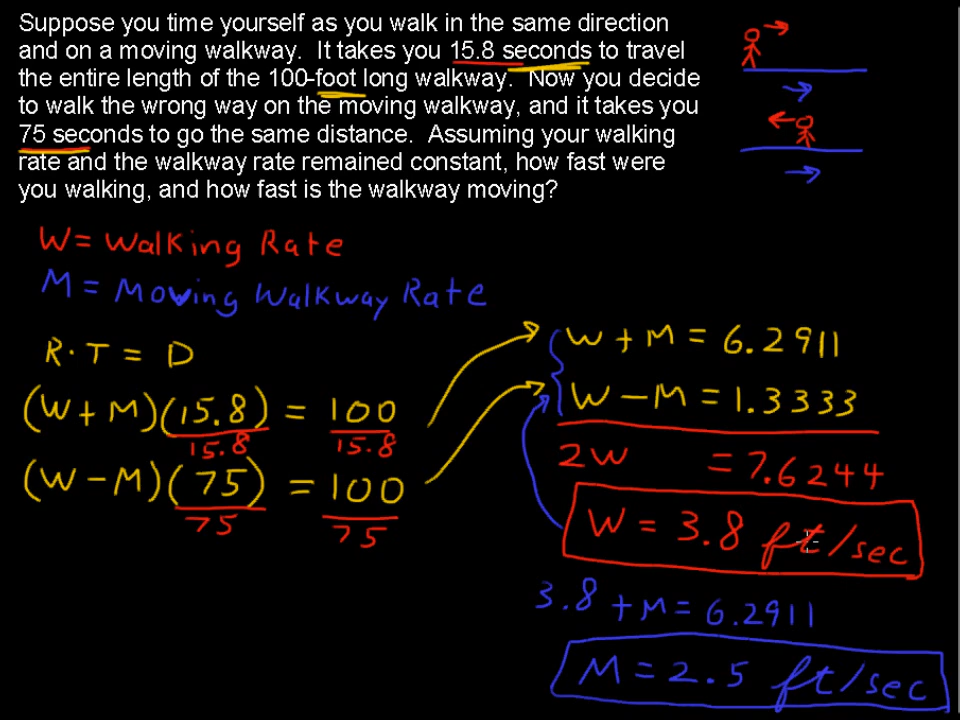 Suppose you time yourself as you walk in the same direction
and on a moving walkway.  It takes you 15.8 seconds to travel
the entire length of the 100-foot long walkway.  Now you decide
to walk the wrong way on the moving walkway, and it takes you
75 seconds to go the same distance.  Assuming your walking
rate and the walkway rate remained constant, how fast were
you walking, and how fast is the walkway moving?
W = Walking Rate
M = Moving Walkway Rate
R · T = D
(W + M)(15.8) = 100
15.8 15.8
(W - M)(75) = 100
75 75
W + M = 6.2911
W - M = 1.3333
2W = 7.6244
W = 3.8 ft/sec
3.8 + M = 6.2911
M = 2.5 ft/sec